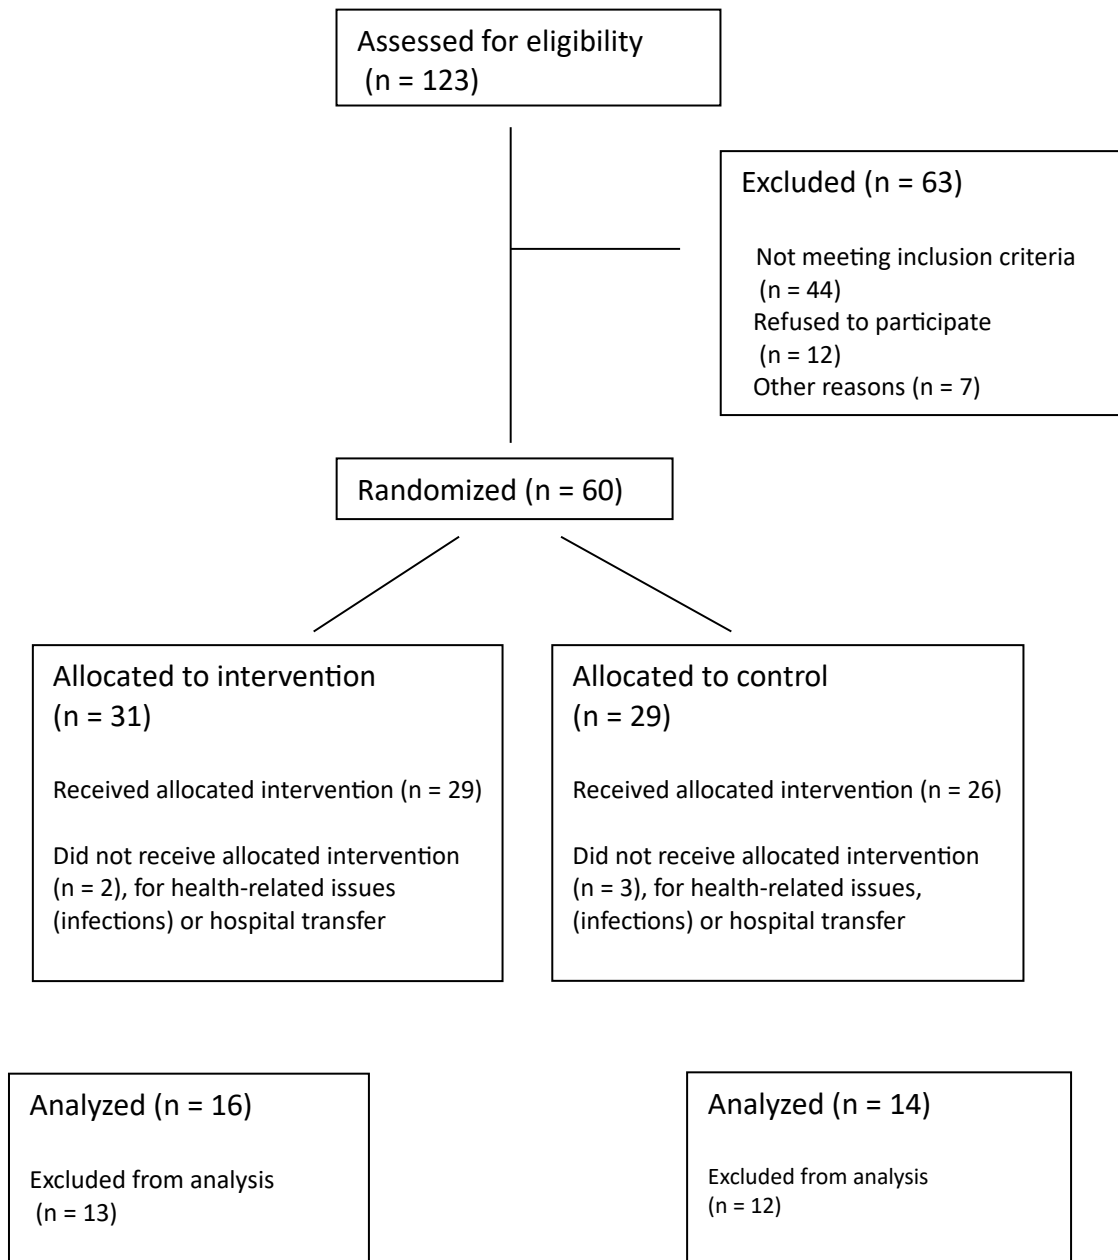 Assessed for eligibility
(n = 123)
Excluded (n = 63)
Not meeting inclusion criteria
(n = 44)
Refused to participate
(n = 12)
Other reasons (n = 7)
Randomized (n = 60)
Allocated to intervention
(n = 31)
Received allocated intervention (n = 29)
Did not receive allocated intervention
(n = 2), for health-related issues
(infections) or hospital transfer
Allocated to control
(n = 29)
Received allocated intervention (n = 26)
Did not receive allocated intervention
(n = 3), for health-related issues,
(infections) or hospital transfer
Analyzed (n = 16)
Excluded from analysis
(n = 13)
Analyzed (n = 14)
Excluded from analysis
(n = 12)